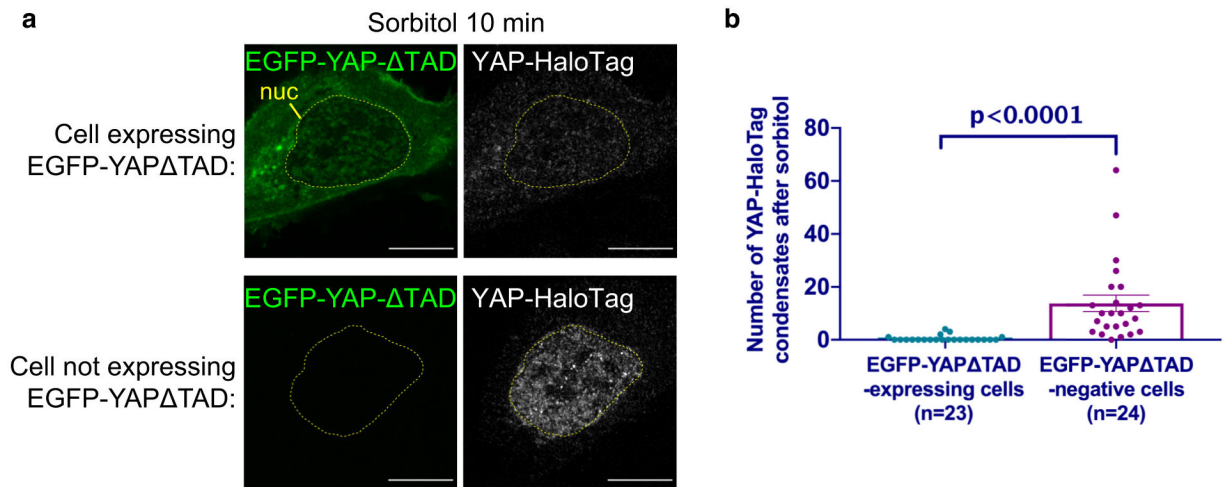 a
Sorbitol 10 min
EGFP-YAP-ΔTAD
YAP-HaloTag
nuc
Cell expressing
EGFP-YAPΔTAD:
EGFP-YAP-ΔTAD
YAP-HaloTag
Cell not expressing
EGFP-YAPΔTAD:
b
p<0.0001
Number of YAP-HaloTag
condensates after sorbitol
80
60
40
20
0
EGFP-YAPΔTAD
-expressing cells
(n=23)
EGFP-YAPΔTAD
-negative cells
(n=24)